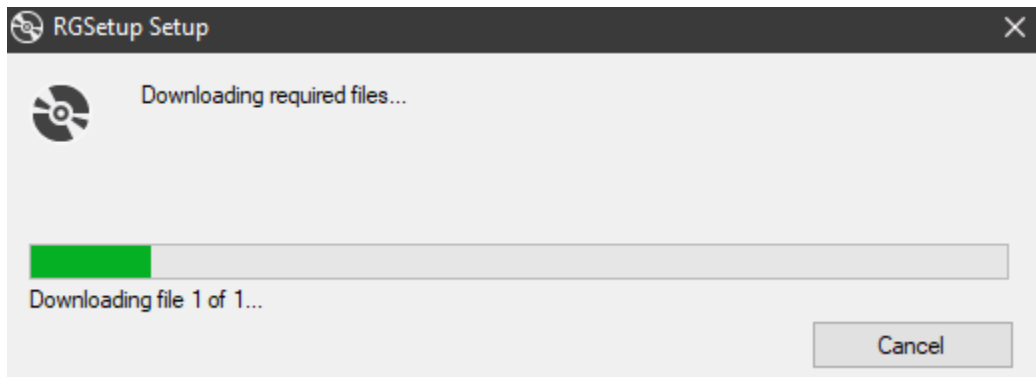 RGSetup Setup
Downloading required files...
Downloading file 1 of 1...
Cancel